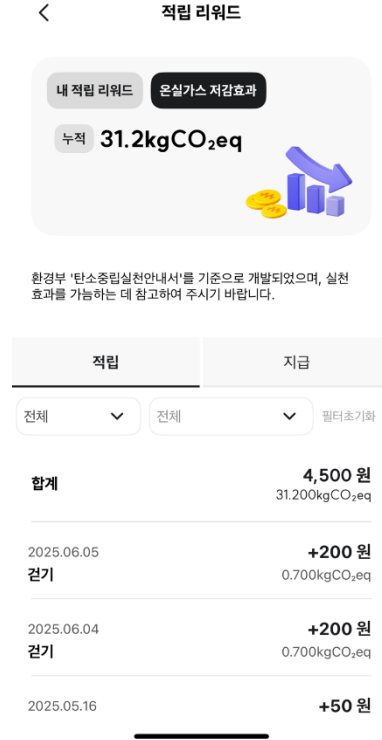 적립 리워드
내 적립 리워드 온실가스 저감효과
누적 31.2kgCO₂eq
환경부 '탄소중립실천안내서'를 기준으로 개발되었으며, 실천
효과를 가늠하는 데 참고하여 주시기 바랍니다.
적립 지급
전체 전체 필터초기화
합계 4,500 원
31.200kgCO₂eq
2025.06.05 +200 원
걷기 0.700kgCO₂eq
2025.06.04 +200 원
걷기 0.700kgCO₂eq
2025.05.16 +50 원